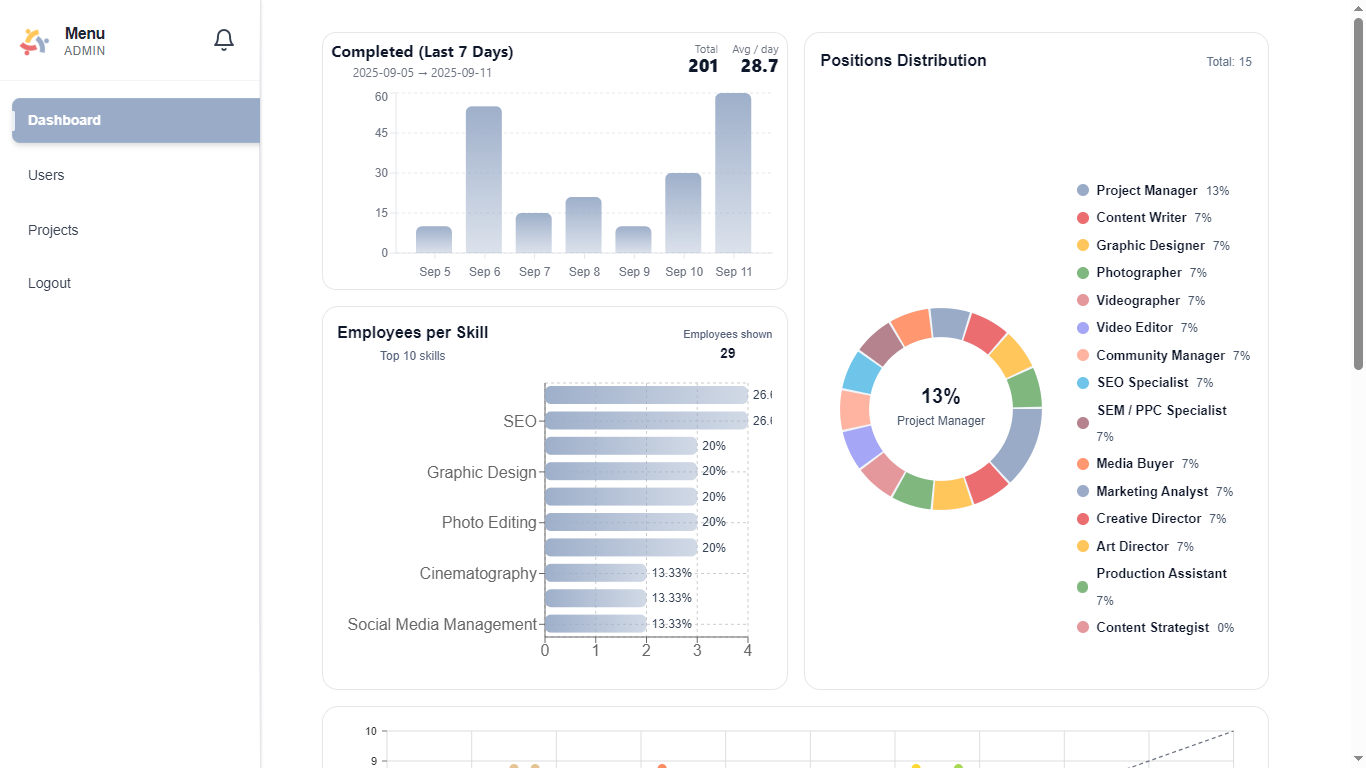 Menu
ADMIN
Dashboard
Users
Projects
Logout
Completed (Last 7 Days)
2025-09-05 → 2025-09-11
Total
201
Avg / day
28.7
60
45
30
15
0
Sep 5 Sep 6 Sep 7 Sep 8 Sep 9 Sep 10 Sep 11
Employees per Skill
Top 10 skills
Employees shown
29
SEO
Graphic Design
Photo Editing
Cinematography
Social Media Management
20%
20%
20%
20%
20%
13.33%
13.33%
13.33%
0 1 2 3 4
Positions Distribution
Total: 15
13%
Project Manager
Project Manager 13%
Content Writer 7%
Graphic Designer 7%
Photographer 7%
Videographer 7%
Video Editor 7%
Community Manager 7%
SEO Specialist 7%
SEM / PPC Specialist
7%
Media Buyer 7%
Marketing Analyst 7%
Creative Director 7%
Art Director 7%
Production Assistant
7%
Content Strategist 0%
10
9